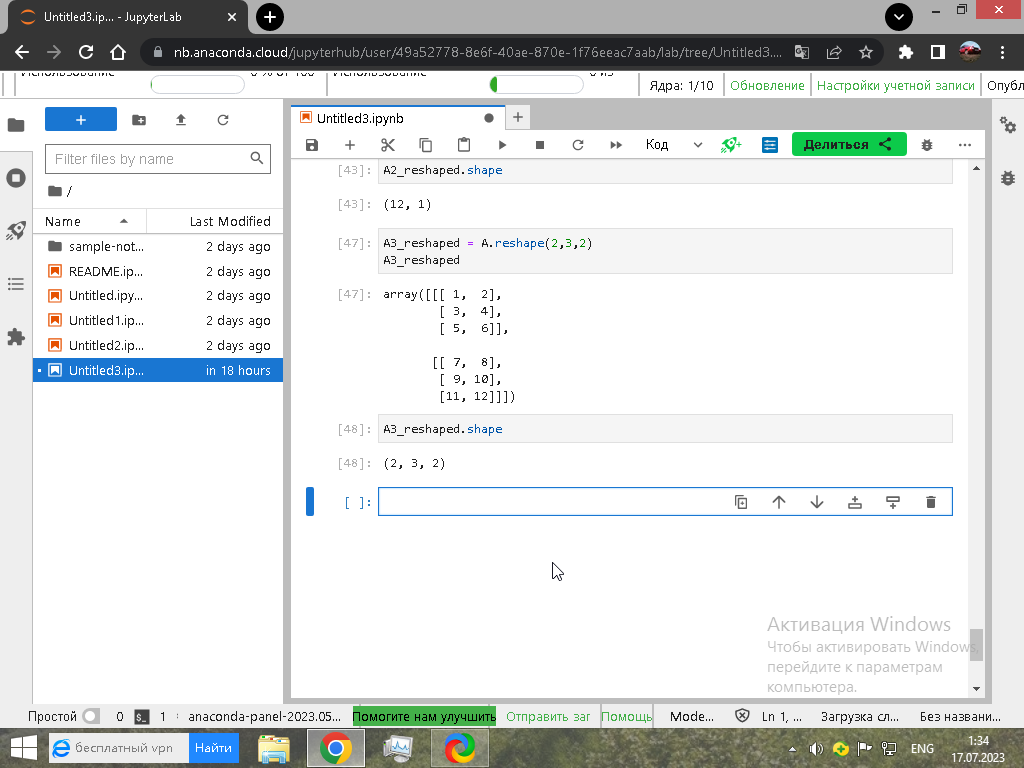 Untitled3.ip... - JupyterLab
nb.anaconda.cloud/jupyterhub/user/49a52778-8e6f-40ae-870e-1f76eeac7aab/lab/tree/Untitled3....
Использование 0 % от 100 Использование 0 из Ядра: 1/10 Обновление Настройки учетной записи Опубл
Filter files by name
/
Name Last Modified
sample-not... 2 days ago
README.ip... 2 days ago
Untitled.ipy... 2 days ago
Untitled1.ip... 2 days ago
Untitled2.ip... 2 days ago
Untitled3.ip... in 18 hours
Untitled3.ipynb
Код Делиться
[43]: A2_reshaped.shape
[43]: (12, 1)
[47]: A3_reshaped = A.reshape(2,3,2)
A3_reshaped
[47]: array([[[ 1,  2],
[ 3,  4],
[ 5,  6]],
[[ 7,  8],
[ 9, 10],
[11, 12]]])
[48]: A3_reshaped.shape
[48]: (2, 3, 2)
[ ]:
Активация Windows
Чтобы активировать Windows,
перейдите к параметрам
компьютера.
Простой 0 $_ 1 anaconda-panel-2023.05... Помогите нам улучшить Отправить заг Помощь Mode... Ln 1, ... Загрузка сл... Без названи...
бесплатный vpn Найти
ENG
1:34
17.07.2023